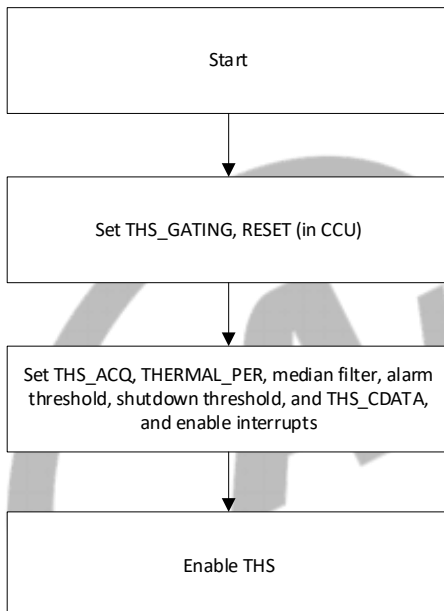 Start
Set THS_GATING, RESET (in CCU)
Set THS_ACQ, THERMAL_PER, median filter, alarm
threshold, shutdown threshold, and THS_CDATA,
and enable interrupts
Enable THS